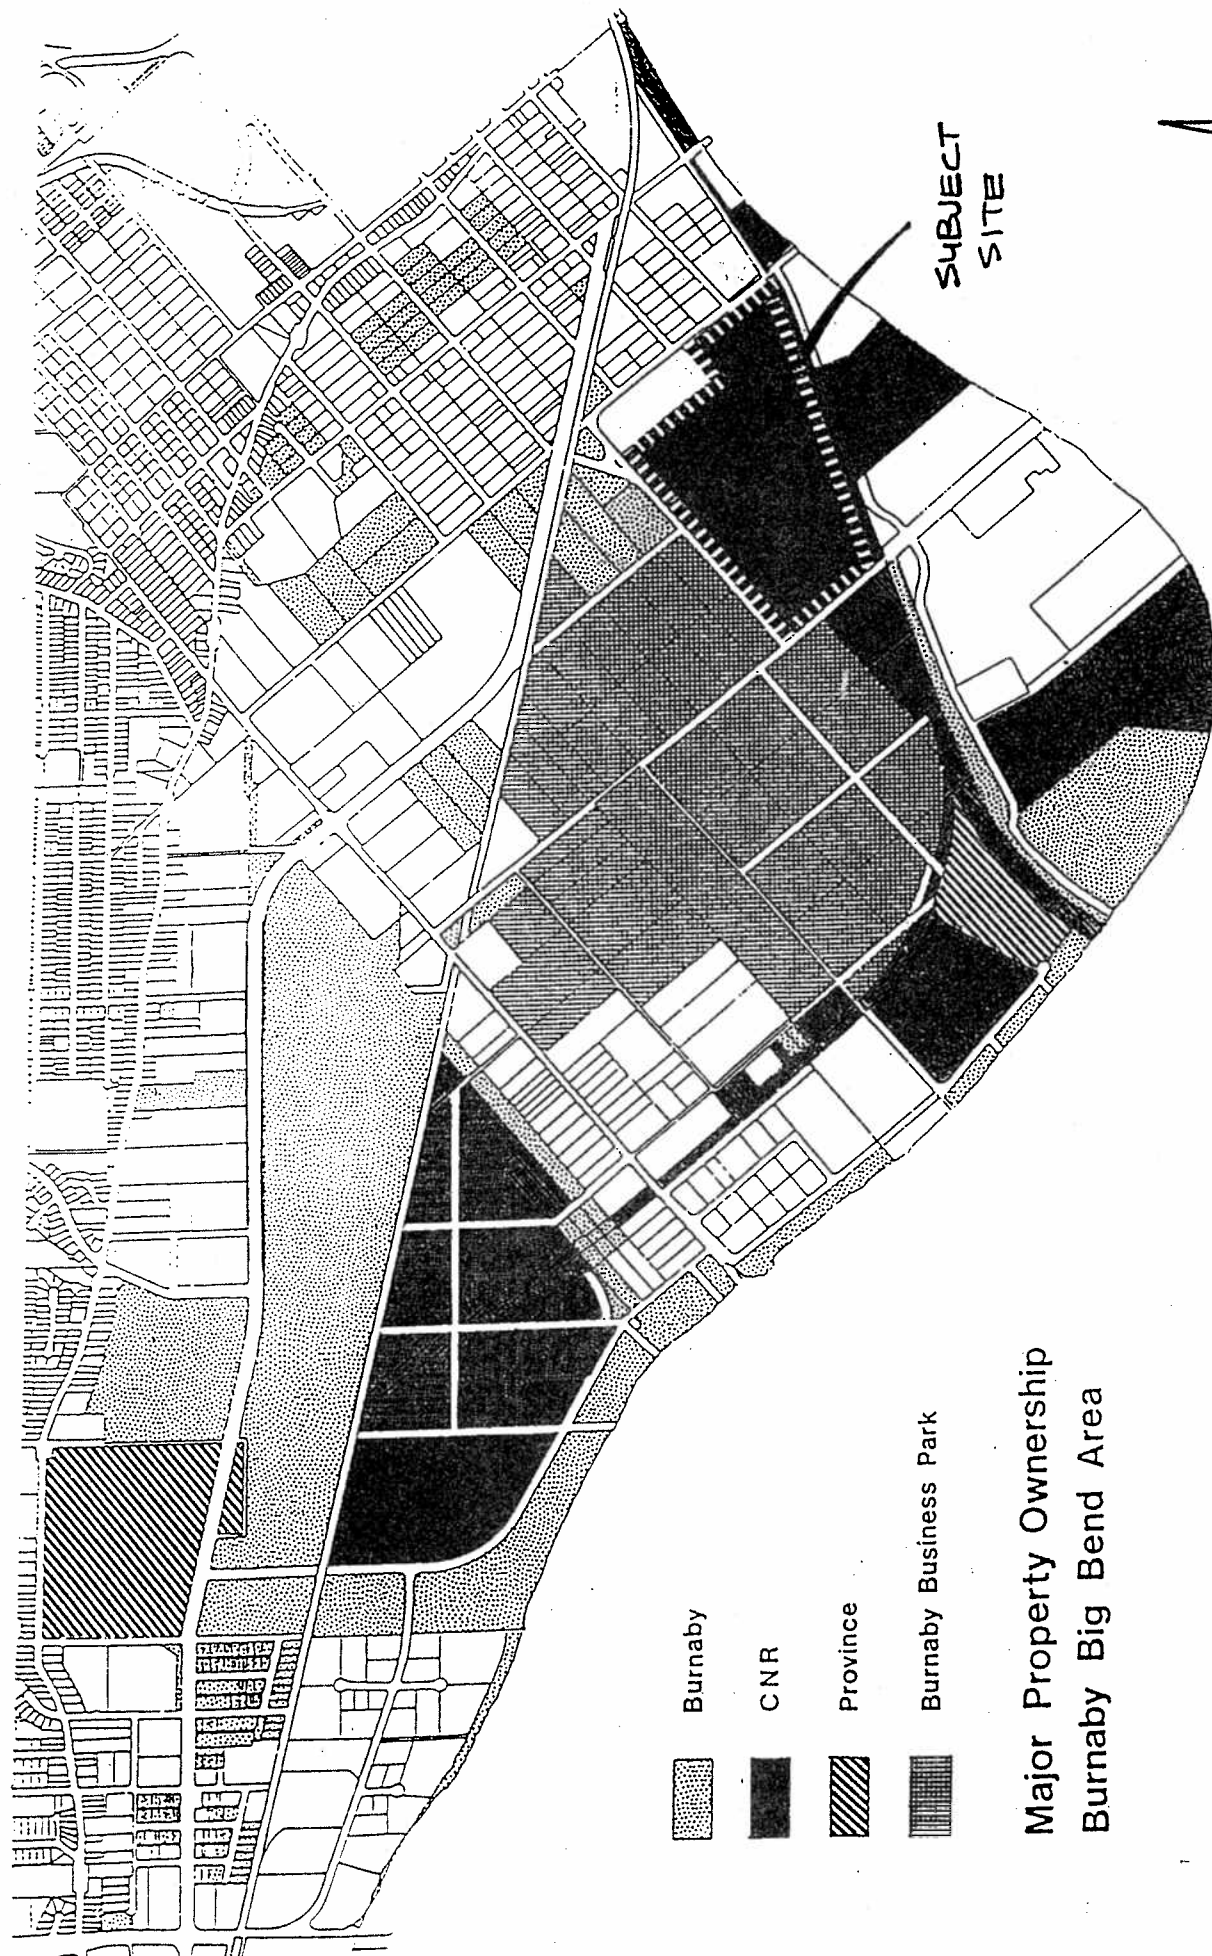 SUBJECT
SITE
Burnaby
CNR
Province
Burnaby Business Park
Major Property Ownership
Burnaby Big Bend Area